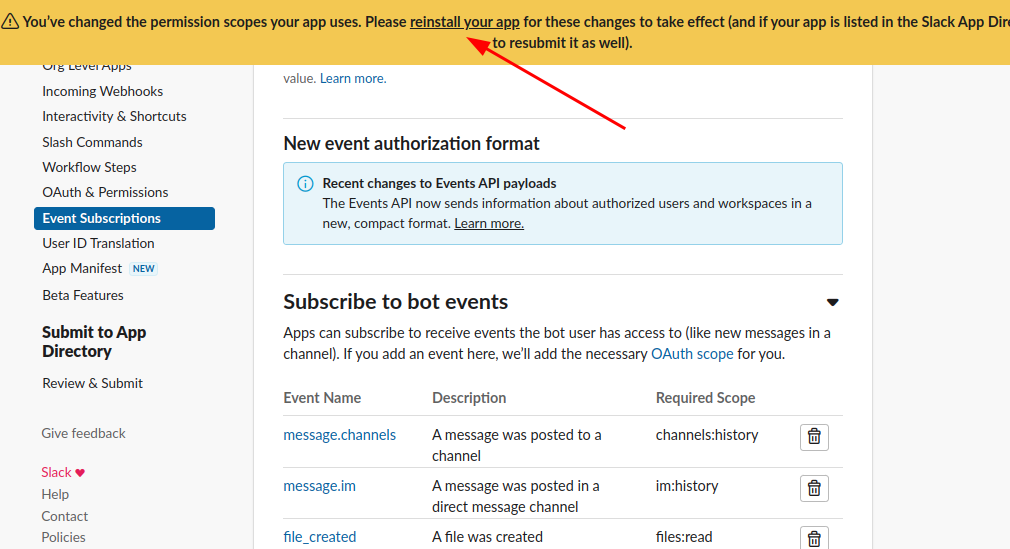 You've changed the permission scopes your app uses. Please reinstall your app for these changes to take effect (and if your app is listed in the Slack App
to resubmit it as well).
Org Level Apps
Incoming Webhooks
Interactivity & Shortcuts
Slash Commands
Workflow Steps
OAuth & Permissions
Event Subscriptions
User ID Translation
App Manifest NEW
Beta Features
Submit to App
Directory
Review & Submit
Give feedback
Slack ♥
Help
Contact
Policies
value. Learn more.
New event authorization format
Recent changes to Events API payloads
The Events API now sends information about authorized users and workspaces in a
new, compact format. Learn more.
Subscribe to bot events
Apps can subscribe to receive events the bot user has access to (like new messages in a
channel). If you add an event here, we'll add the necessary OAuth scope for you.
Event Name Description Required Scope
message.channels A message was posted to a channels:history
channel
message.im A message was posted in a im:history
direct message channel
file_created A file was created files:read